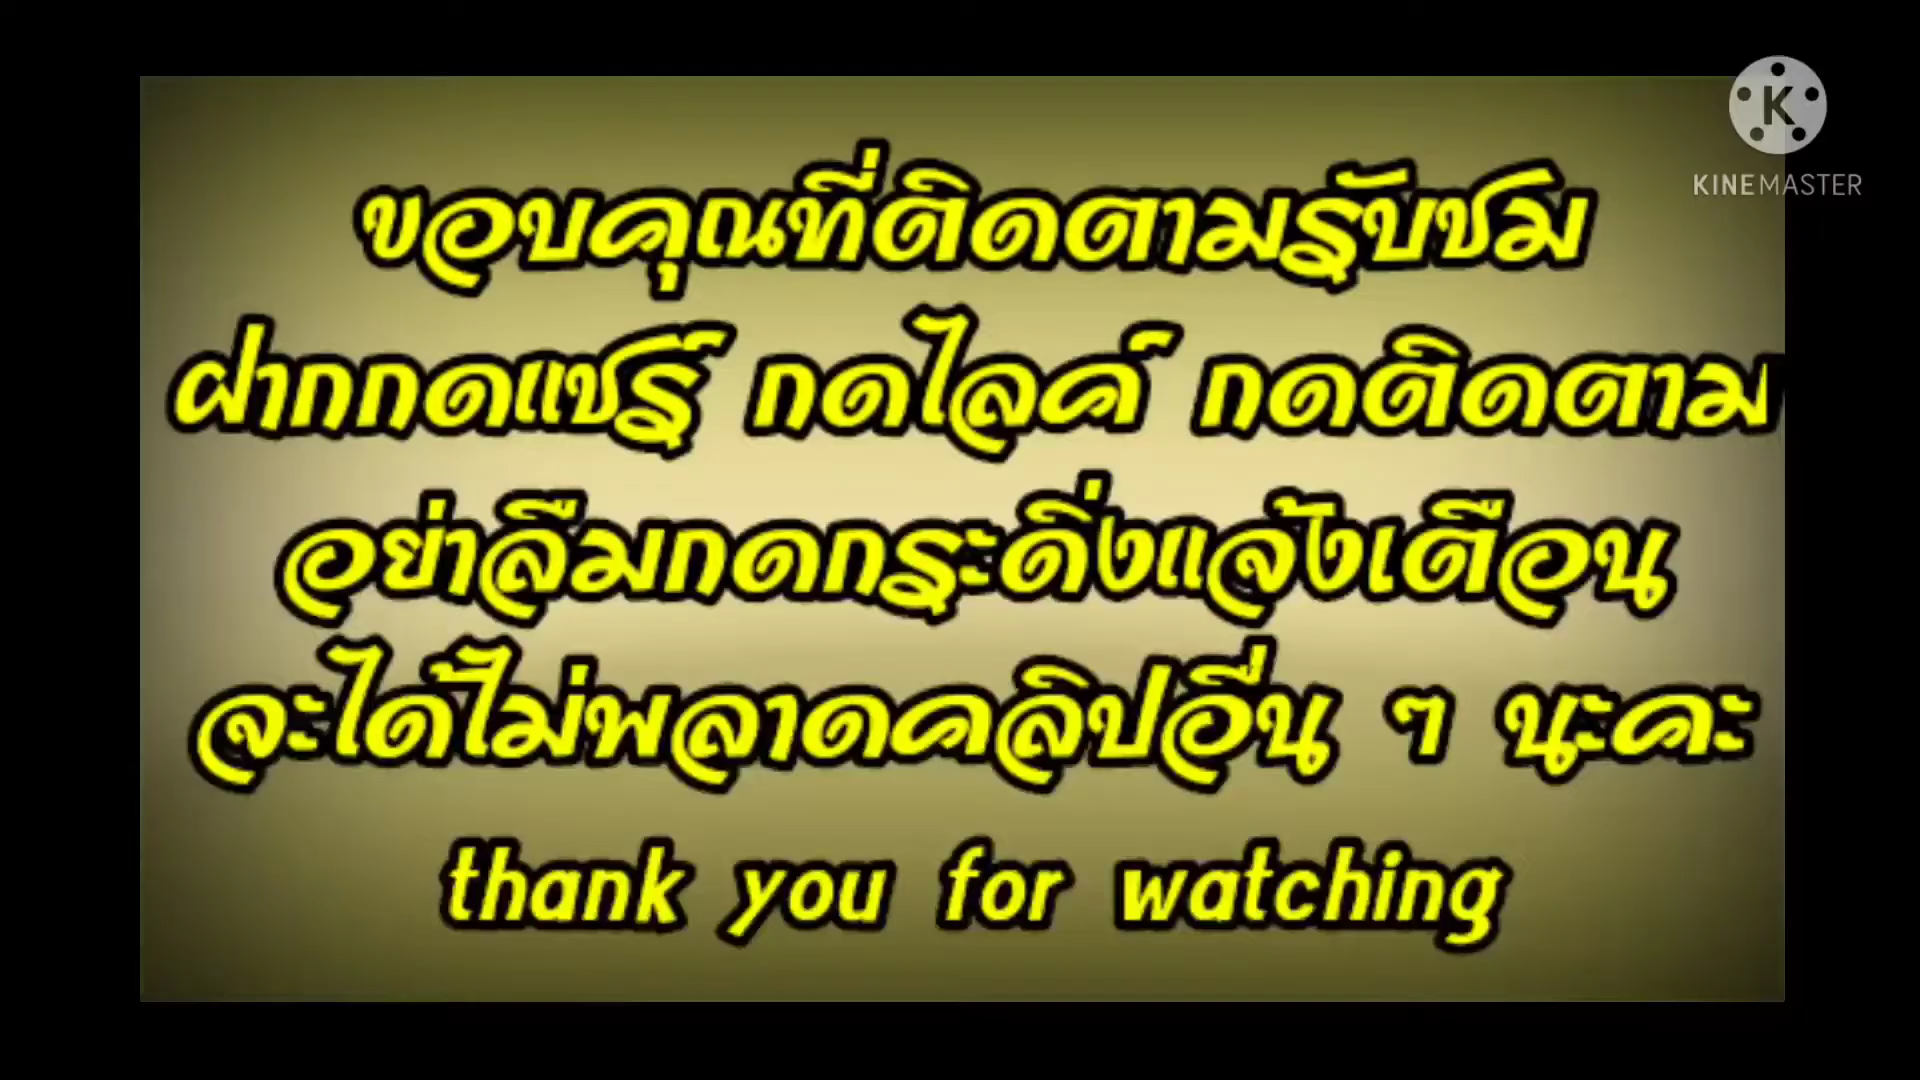 KINEMASTER
ขอบคุณที่ติดตามรับชม
ฝากกดแชร์ กดไลค์ กดติดตาม
อย่าลืมกดกระดิ่งแจ้งเตือน
จะได้ไม่พลาดคลิปอื่น ๆ นะคะ
thank you for watching